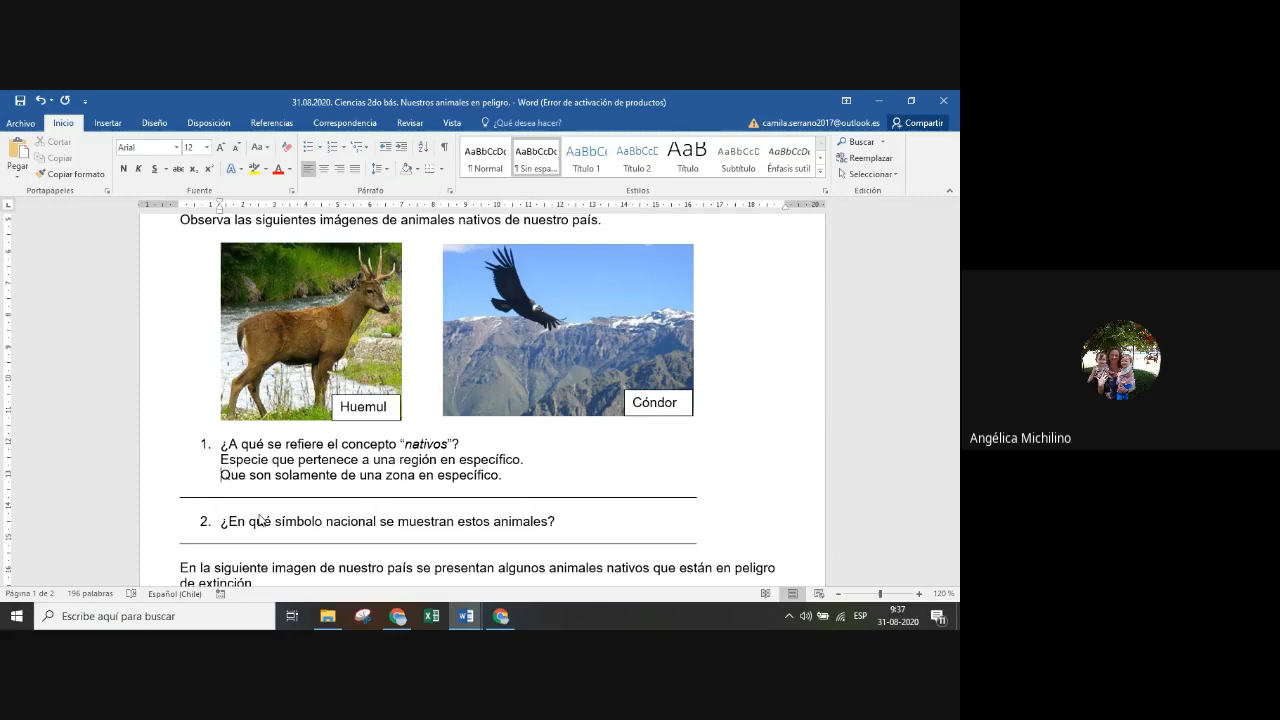 31.08.2020. Ciencias 2do bás. Nuestros animales en peligro. - Word (Error de activación de productos)
Archivo Inicio Insertar Diseño Disposición Referencias Correspondencia Revisar Vista ¿Qué desea hacer? camila.serrano2017@outlook.es Compartir
Pegar
Cortar
Copiar
Copiar formato
Portapapeles
Arial 12
N K S abc x₂ x²
Fuente
Párrafo
AaBbCcDc AaBbCcDc AaBbCc AaBbCcE AaB AaBbCcD AaBbCcDc
¶ Normal ¶ Sin espa... Título 1 Título 2 Título Subtítulo Énfasis sutil
Estilos
Buscar
Reemplazar
Seleccionar
Edición
Observa las siguientes imágenes de animales nativos de nuestro país.
Huemul
Cóndor
1. ¿A qué se refiere el concepto “nativos”?
Especie que pertenece a una región en específico.
Que son solamente de una zona en específico.
2. ¿En qué símbolo nacional se muestran estos animales?
En la siguiente imagen de nuestro país se presentan algunos animales nativos que están en peligro
de extinción
Página 1 de 2 196 palabras Español (Chile) 120 %
Escribe aquí para buscar
ESP
9:37
31-08-2020
Angélica Michilino